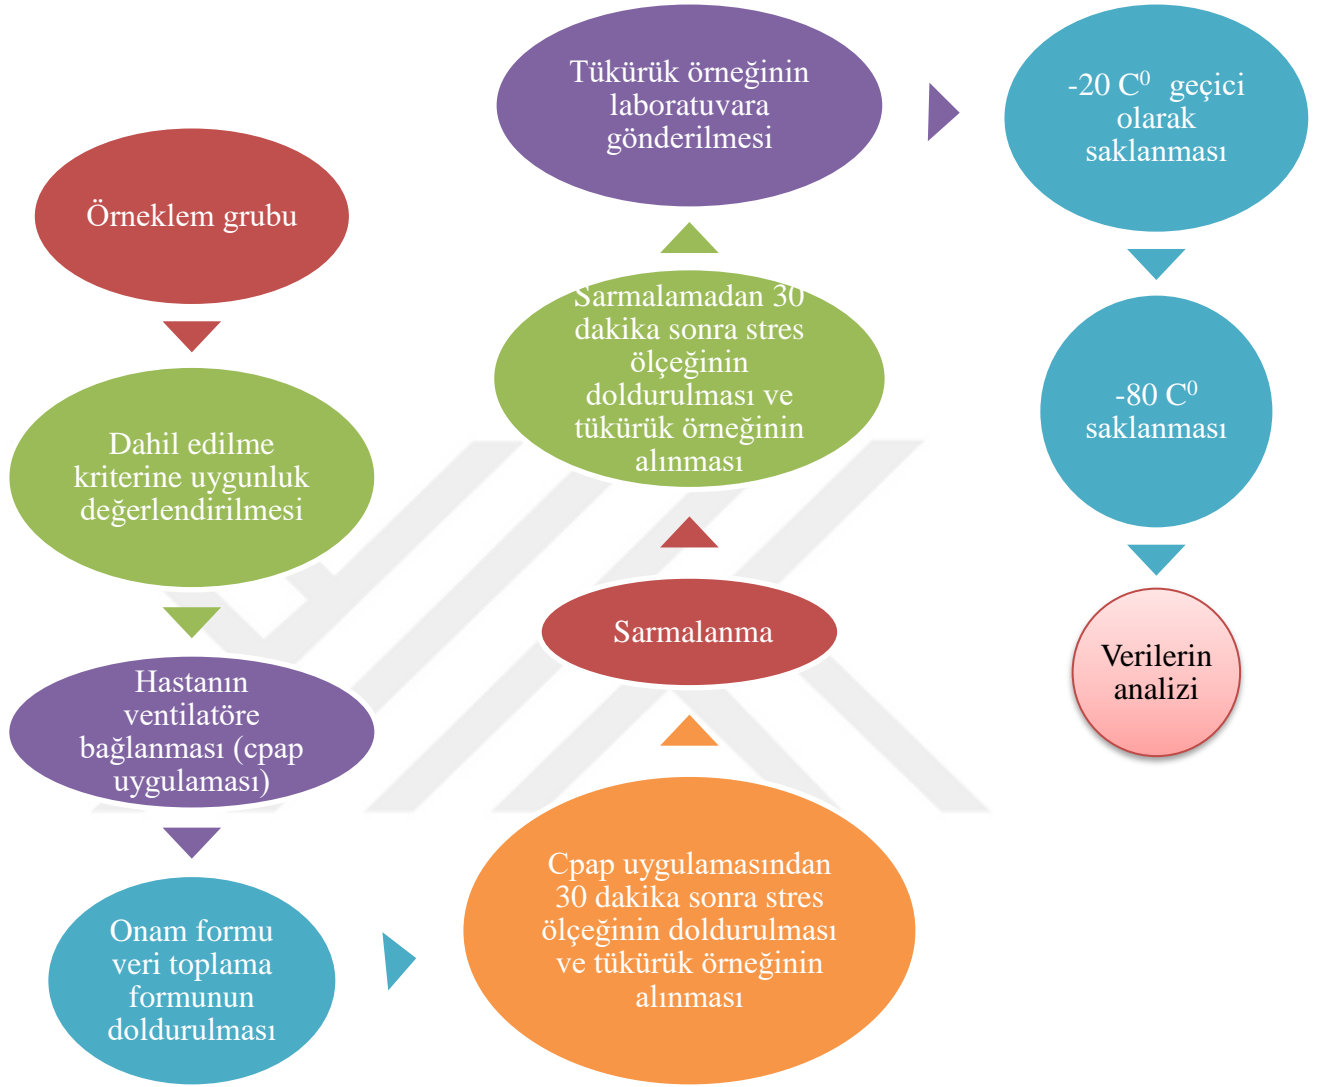 Örneklem grubu
Dahil edilme
kriterine uygunluk
değerlendirilmesi
Hastanın
ventilatöre
bağlanması (cpap
uygulaması)
Onam formu
veri toplama
formunun
doldurulması
Cpap uygulamasından
30 dakika sonra stres
ölçeğinin doldurulması
ve tükürük örneğinin
alınması
Sarmalanma
Sarmalamadan 30
dakika sonra stres
ölçeğinin
doldurulması ve
tükürük örneğinin
alınması
Tükürük örneğinin
laboratuvara
gönderilmesi
-20 C⁰ geçici
olarak
saklanması
-80 C⁰
saklanması
Verilerin
analizi